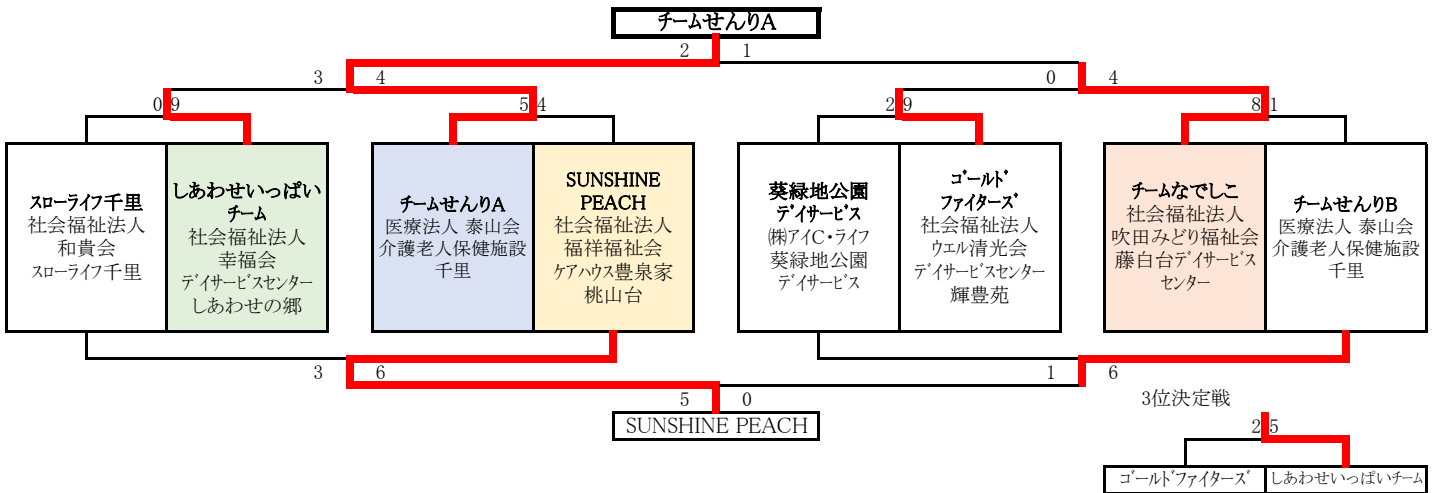 チームせんりA
2 1
3 4 0 4
0 9 5 4 2 9 8 1
スローライフ千里
社会福祉法人
和貴会
スローライフ千里
しあわせいっぱい
チーム
社会福祉法人
幸福会
デイサービスセンター
しあわせの郷
チームせんりA
医療法人 泰山会
介護老人保健施設
千里
SUNSHINE
PEACH
社会福祉法人
福祥福祉会
ケアハウス豊泉家
桃山台
葵緑地公園
デイサービス
㈱アイC・ライフ
葵緑地公園
デイサービス
ゴールド
ファイターズ
社会福祉法人
ウエル清光会
デイサービスセンター
輝豊苑
チームなでしこ
社会福祉法人
吹田みどり福祉会
藤白台デイサービス
センター
チームせんりB
医療法人 泰山会
介護老人保健施設
千里
3 6 1 6
5 0
SUNSHINE PEACH
3位決定戦
2 5
ゴールドファイターズ しあわせいっぱいチーム